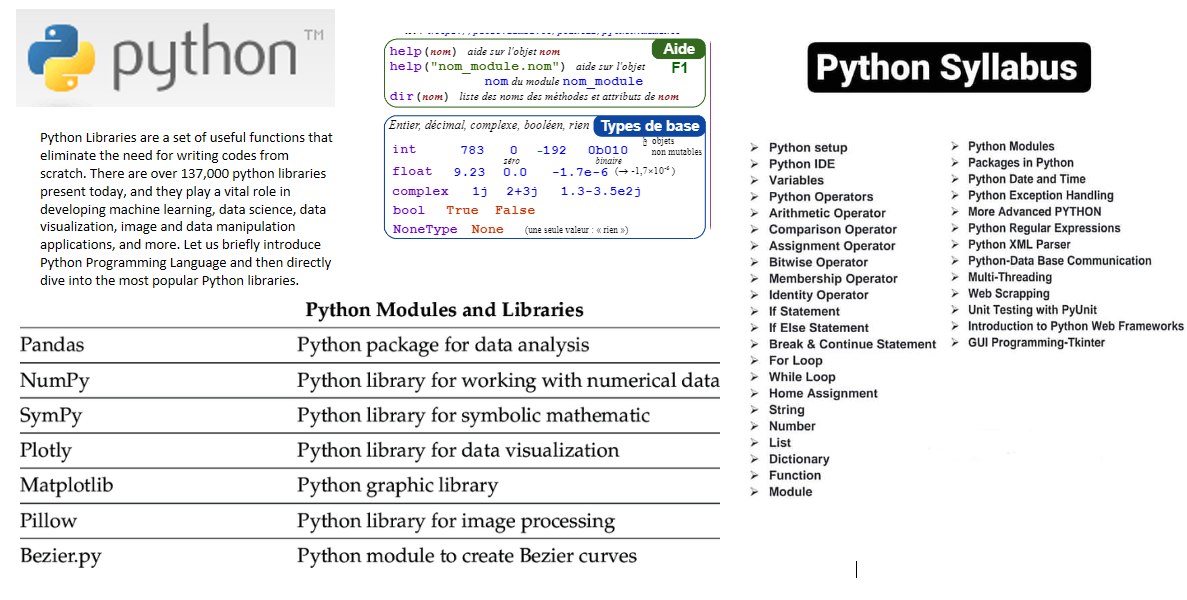 python™
Python Libraries are a set of useful functions that
eliminate the need for writing codes from
scratch. There are over 137,000 python libraries
present today, and they play a vital role in
developing machine learning, data science, data
visualization, image and data manipulation
applications, and more. Let us briefly introduce
Python Programming Language and then directly
dive into the most popular Python libraries.
help(nom) aide sur l'objet nom
Aide
help("nom_module.nom") aide sur l'objet
F1
nom du module nom_module
dir(nom) liste des noms des méthodes et attributs de nom
Entier, décimal, complexe, booléen, rien
Types de base
objets
non mutables
int 783 0 -192 0b010
zéro binaire
float 9.23 0.0 -1.7e-6 (→ -1,7×10⁻⁶)
complex 1j 2+3j 1.3-3.5e2j
bool True False
NoneType None (une seule valeur : « rien »)
Python Modules and Libraries
Pandas Python package for data analysis
NumPy Python library for working with numerical data
SymPy Python library for symbolic mathematic
Plotly Python library for data visualization
Matplotlib Python graphic library
Pillow Python library for image processing
Bezier.py Python module to create Bezier curves
Python Syllabus
➢ Python setup
➢ Python IDE
➢ Variables
➢ Python Operators
➢ Arithmetic Operator
➢ Comparison Operator
➢ Assignment Operator
➢ Bitwise Operator
➢ Membership Operator
➢ Identity Operator
➢ If Statement
➢ If Else Statement
➢ Break & Continue Statement
➢ For Loop
➢ While Loop
➢ Home Assignment
➢ String
➢ Number
➢ List
➢ Dictionary
➢ Function
➢ Module
➢ Python Modules
➢ Packages in Python
➢ Python Date and Time
➢ Python Exception Handling
➢ More Advanced PYTHON
➢ Python Regular Expressions
➢ Python XML Parser
➢ Python-Data Base Communication
➢ Multi-Threading
➢ Web Scrapping
➢ Unit Testing with PyUnit
➢ Introduction to Python Web Frameworks
➢ GUI Programming-Tkinter